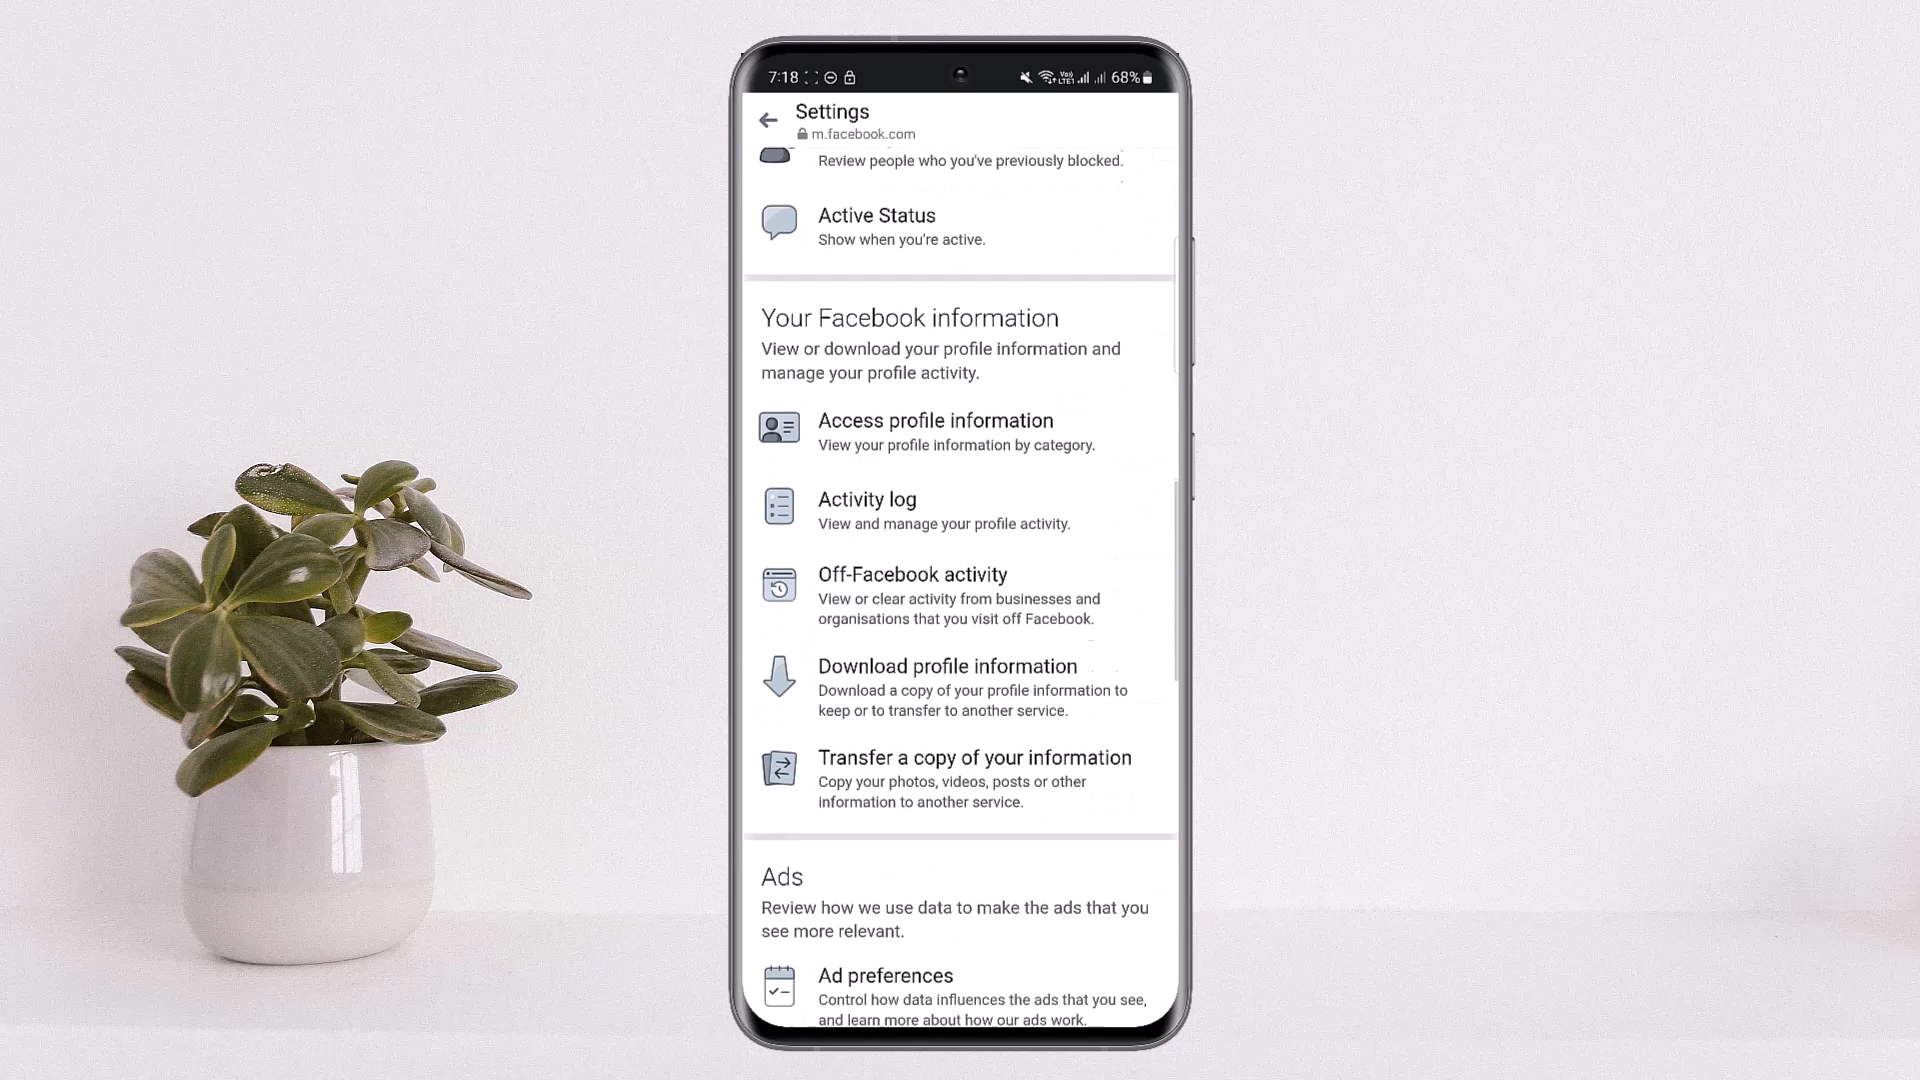 7:18 68%
Settings
m.facebook.com
Review people who you've previously blocked.
Active Status
Show when you're active.
Your Facebook information
View or download your profile information and
manage your profile activity.
Access profile information
View your profile information by category.
Activity log
View and manage your profile activity.
Off-Facebook activity
View or clear activity from businesses and
organisations that you visit off Facebook.
Download profile information
Download a copy of your profile information to
keep or to transfer to another service.
Transfer a copy of your information
Copy your photos, videos, posts or other
information to another service.
Ads
Review how we use data to make the ads that you
see more relevant.
Ad preferences
Control how data influences the ads that you see,
and learn more about how our ads work.